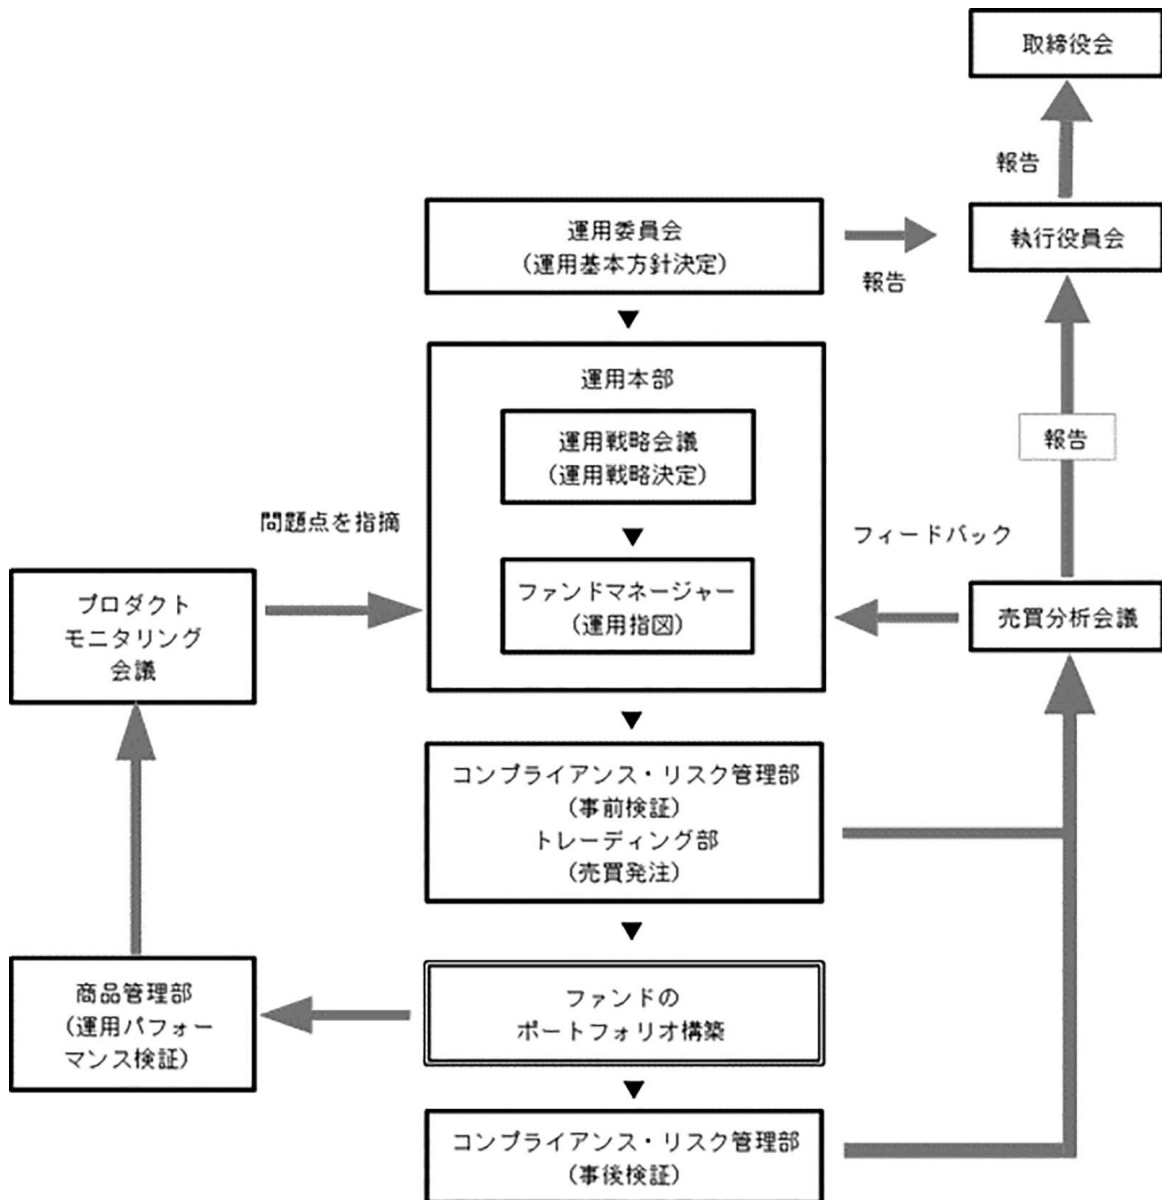 取締役会
報告
運用委員会
(運用基本方針決定)
報告
執行役員会
運用本部
運用戦略会議
(運用戦略決定)
報告
問題点を指摘
フィードバック
プロダクト
モニタリング
会議
ファンドマネージャー
(運用指図)
売買分析会議
コンプライアンス・リスク管理部
(事前検証)
トレーディング部
(売買発注)
商品管理部
(運用パフォー
マンス検証)
ファンドの
ポートフォリオ構築
コンプライアンス・リスク管理部
(事後検証)